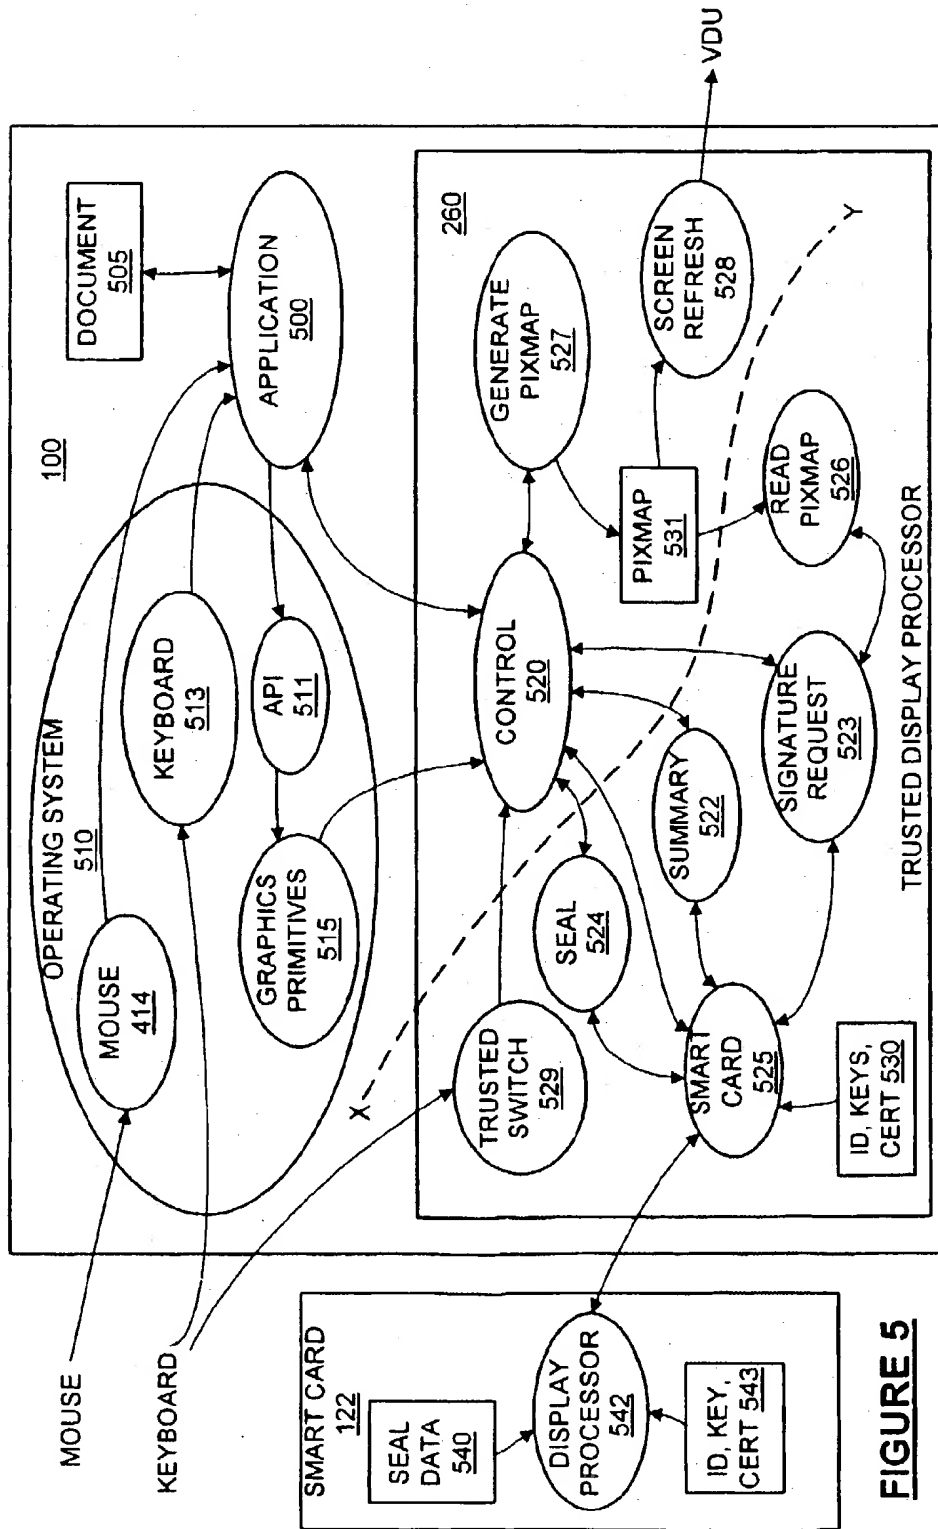 MOUSE
KEYBOARD
OPERATING SYSTEM
510
MOUSE
414
KEYBOARD
513
GRAPHICS
PRIMITIVES
515
API
511
100
DOCUMENT
505
APPLICATION
500
X
260
TRUSTED
SWITCH
529
CONTROL
520
GENERATE
PIXMAP
527
SEAL
524
PIXMAP
531
SCREEN
REFRESH
528
VDU
Y
SMART
CARD
525
SUMMARY
522
SIGNATURE
REQUEST
523
READ
PIXMAP
526
ID, KEYS,
CERT 530
TRUSTED DISPLAY PROCESSOR
SMART CARD
122
SEAL
DATA
540
DISPLAY
PROCESSOR
542
ID, KEY,
CERT 543
FIGURE 5